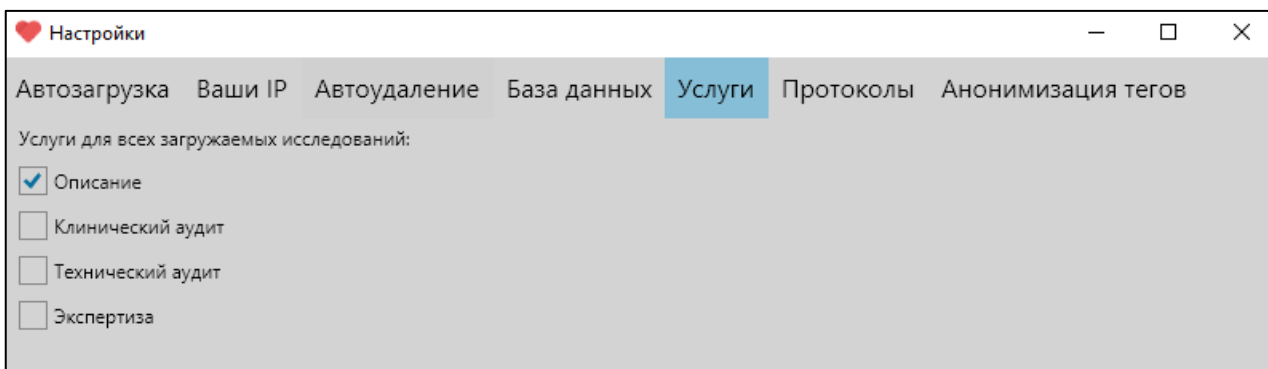 Настройки
Автозагрузка Ваши IP Автоудаление База данных Услуги Протоколы Анонимизация тегов
Услуги для всех загружаемых исследований:
Описание
Клинический аудит
Технический аудит
Экспертиза